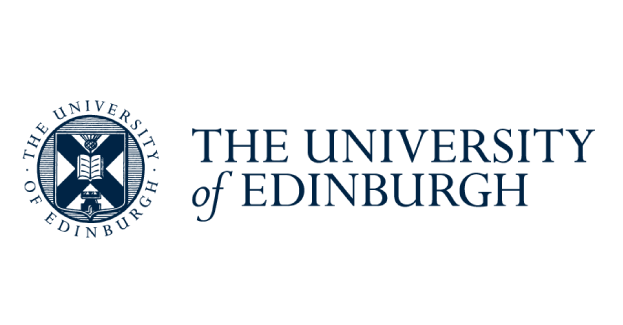 THE UNIVERSITY
OF EDINBURGH
THE UNIVERSITY
of EDINBURGH